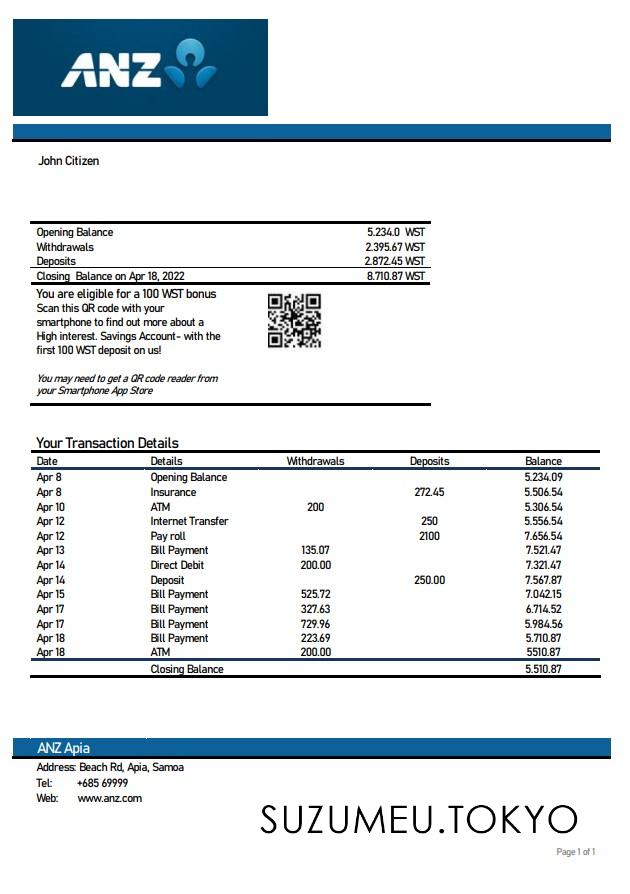 ANZ
John Citizen
Opening Balance 5.234.0 WST
Withdrawals 2.395.67 WST
Deposits 2.872.45 WST
Closing Balance on Apr 18, 2022 8.710.87 WST
You are eligible for a 100 WST bonus
Scan this QR code with your
smartphone to find out more about a
High interest. Savings Account- with the
first 100 WST deposit on us!
You may need to get a QR code reader from
your Smartphone App Store
Your Transaction Details
Date Details Withdrawals Deposits Balance
Apr 8 Opening Balance 5.234.09
Apr 8 Insurance 272.45 5.506.54
Apr 10 ATM 200 5.306.54
Apr 12 Internet Transfer 250 5.556.54
Apr 12 Pay roll 2100 7.656.54
Apr 13 Bill Payment 135.07 7.521.47
Apr 14 Direct Debit 200.00 7.321.47
Apr 14 Deposit 250.00 7.567.87
Apr 15 Bill Payment 525.72 7.042.15
Apr 17 Bill Payment 327.63 6.714.52
Apr 17 Bill Payment 729.96 5.984.56
Apr 18 Bill Payment 223.69 5.710.87
Apr 18 ATM 200.00 5510.87
Closing Balance 5.510.87
ANZ Apia
Address: Beach Rd, Apia, Samoa
Tel: +685 69999
Web: www.anz.com
SUZUMEU.TOKYO
Page 1 of 1